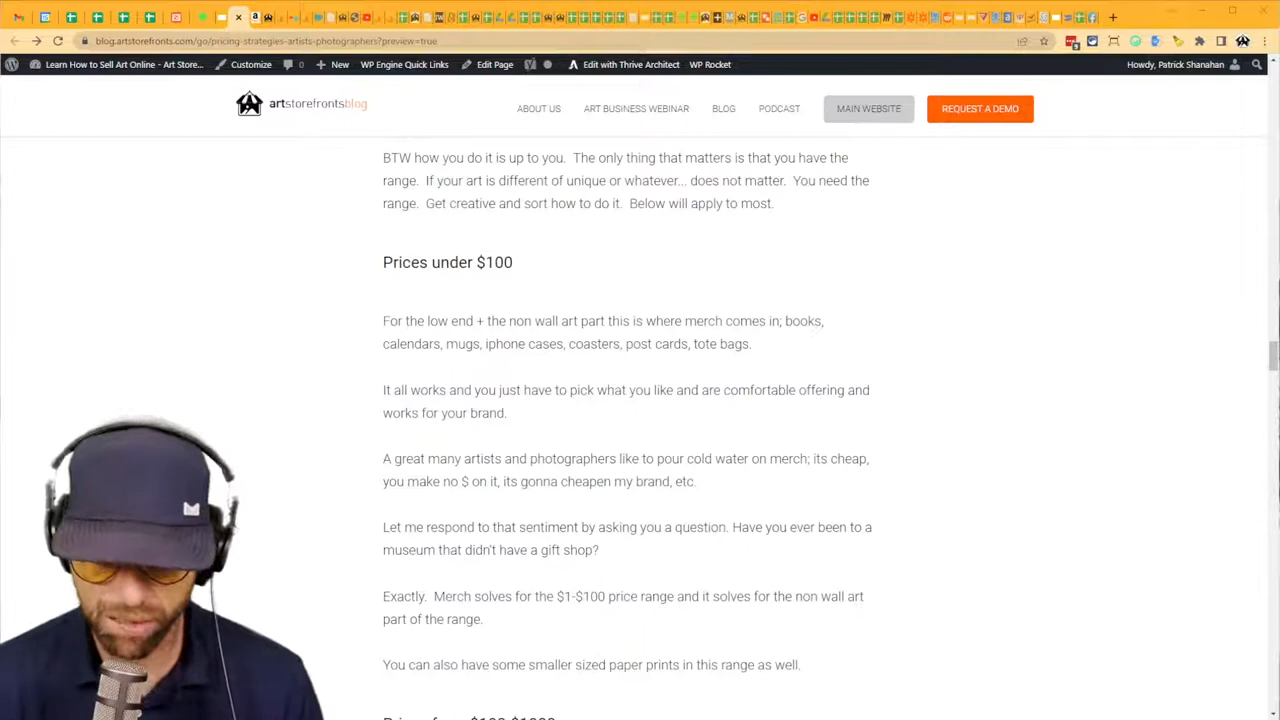 blog.artstorefronts.com/go/pricing-strategies-artists-photographers?preview=true
Learn How to Sell Art Online - Art Store... Customize 0 New WP Engine Quick Links Edit Page Edit with Thrive Architect WP Rocket Howdy, Patrick Shanahan
artstorefrontsblog ABOUT US ART BUSINESS WEBINAR BLOG PODCAST MAIN WEBSITE REQUEST A DEMO
BTW how you do it is up to you. The only thing that matters is that you have the
range. If your art is different of unique or whatever... does not matter. You need the
range. Get creative and sort how to do it. Below will apply to most.
Prices under $100
For the low end + the non wall art part this is where merch comes in; books,
calendars, mugs, iphone cases, coasters, post cards, tote bags.
It all works and you just have to pick what you like and are comfortable offering and
works for your brand.
A great many artists and photographers like to pour cold water on merch; its cheap,
you make no $ on it, its gonna cheapen my brand, etc.
Let me respond to that sentiment by asking you a question. Have you ever been to a
museum that didn't have a gift shop?
Exactly. Merch solves for the $1-$100 price range and it solves for the non wall art
part of the range.
You can also have some smaller sized paper prints in this range as well.